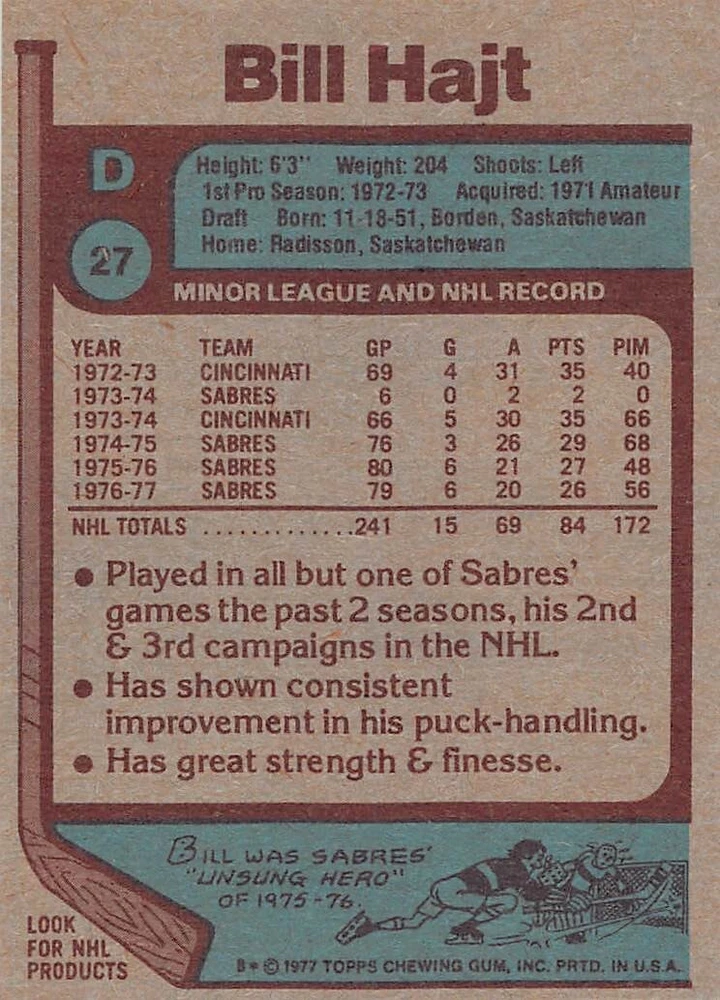 Bill Hajt
D
27
Height: 6'3" Weight: 204 Shoots: Left
1st Pro Season: 1972-73 Acquired: 1971 Amateur
Draft Born: 11-18-51, Borden, Saskatchewan
Home: Radisson, Saskatchewan
MINOR LEAGUE AND NHL RECORD
YEAR TEAM GP G A PTS PIM
1972-73 CINCINNATI 69 4 31 35 40
1973-74 SABRES 6 0 2 2 0
1973-74 CINCINNATI 66 5 30 35 66
1974-75 SABRES 76 3 26 29 68
1975-76 SABRES 80 6 21 27 48
1976-77 SABRES 79 6 20 26 56
NHL TOTALS ..............241 15 69 84 172
● Played in all but one of Sabres'
games the past 2 seasons, his 2nd
& 3rd campaigns in the NHL.
● Has shown consistent
improvement in his puck-handling.
● Has great strength & finesse.
BILL WAS SABRES'
"UNSUNG HERO"
OF 1975-76.
LOOK
FOR NHL
PRODUCTS
B* © 1977 TOPPS CHEWING GUM, INC. PRTD. IN U.S.A.